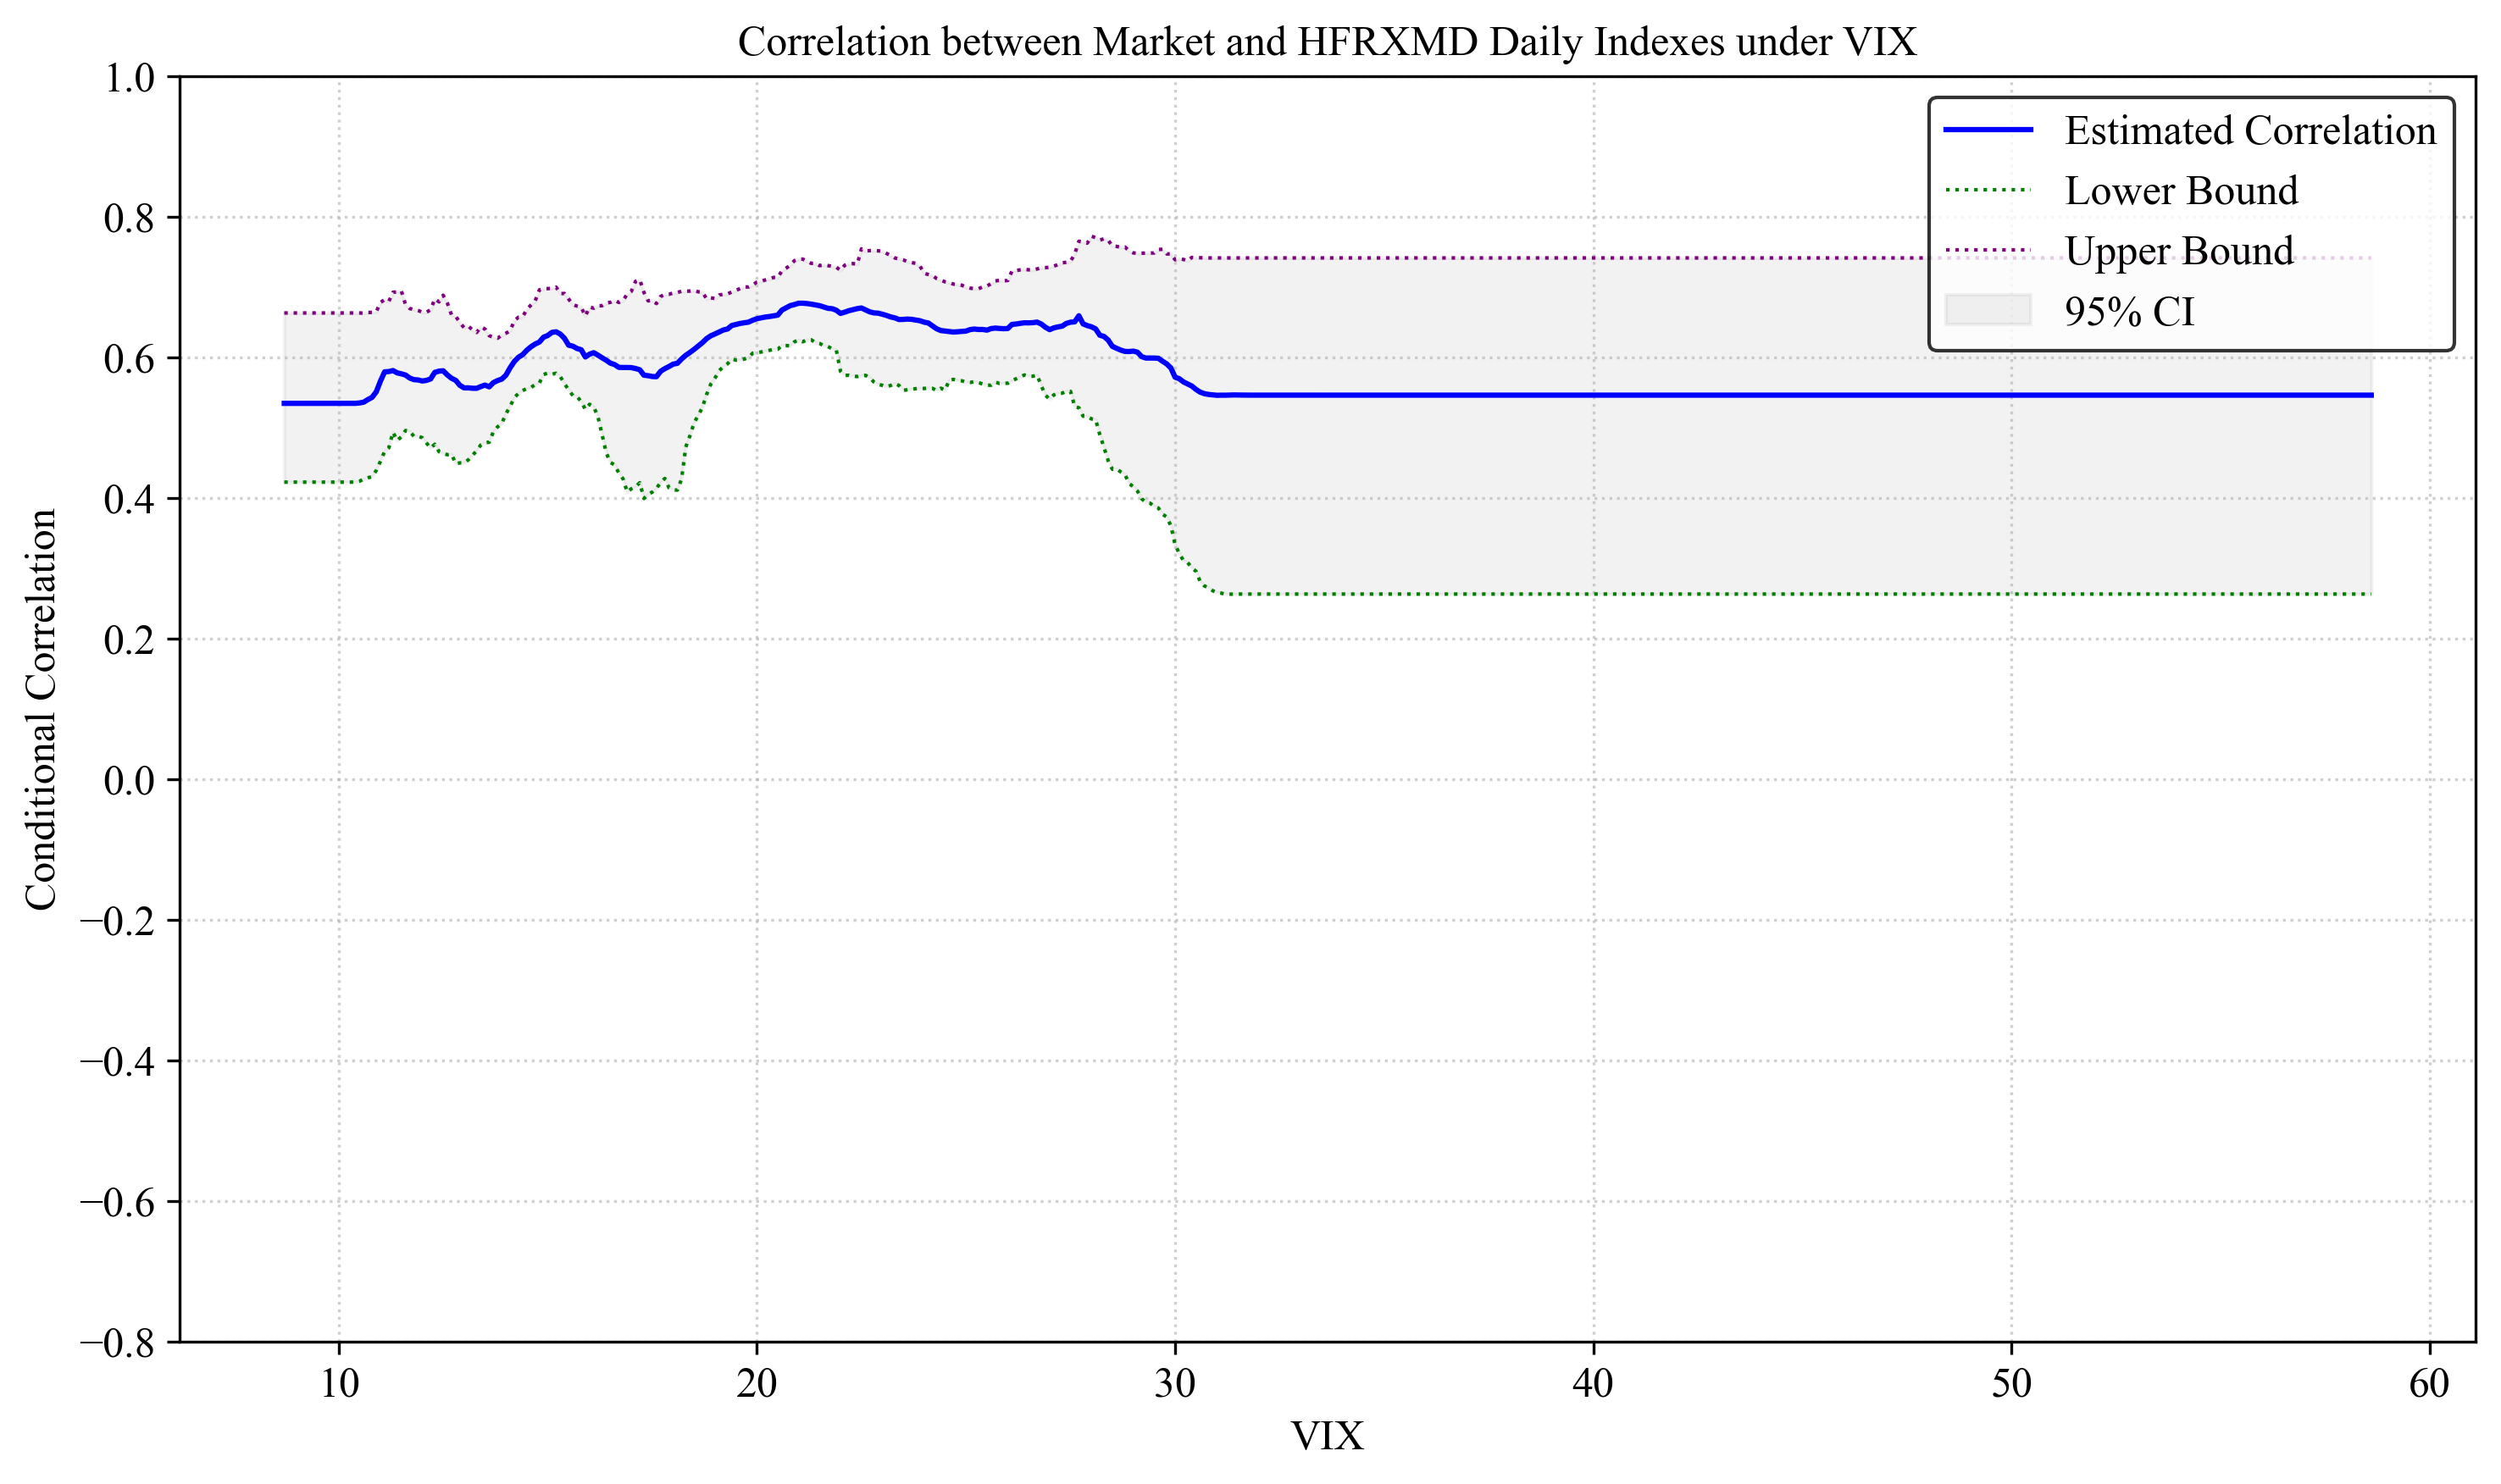 Correlation between Market and HFRXMD Daily Indexes under VIX
1.0
0.8
0.6
0.4
0.2
0.0
−0.2
−0.4
−0.6
−0.8
Conditional Correlation
Estimated Correlation
Lower Bound
Upper Bound
95% CI
10 20 30 40 50 60
VIX